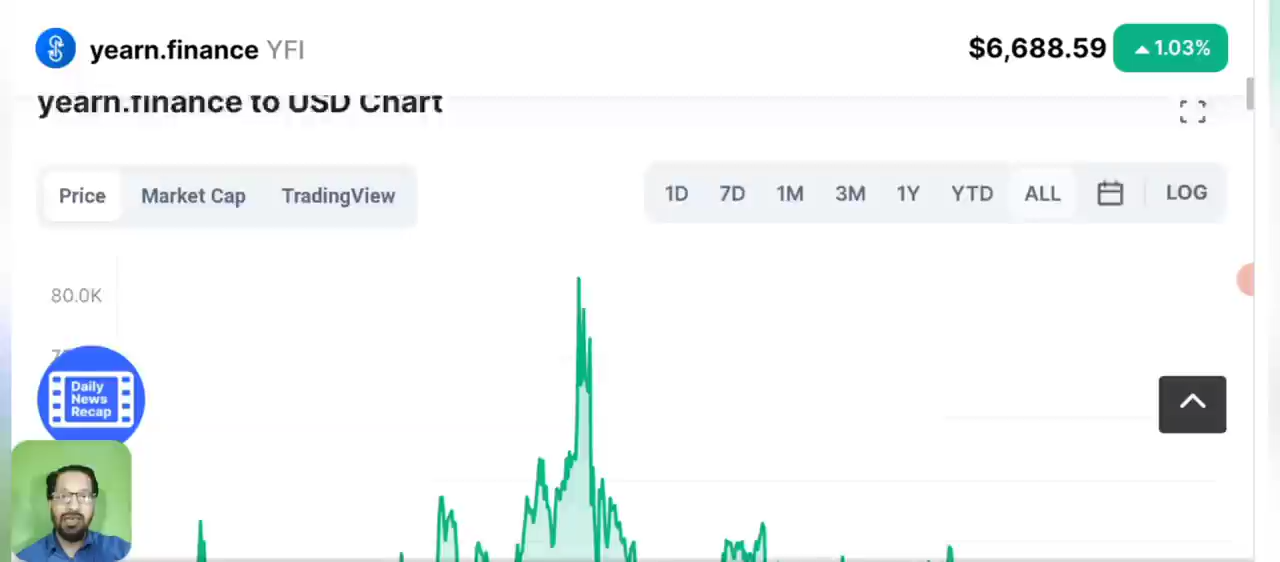 yearn.finance YFI
$6,688.59
1.03%
yearn.finance to USD Chart
Price Market Cap TradingView
1D 7D 1M 3M 1Y YTD ALL LOG
80.0K
Daily
News
Recap